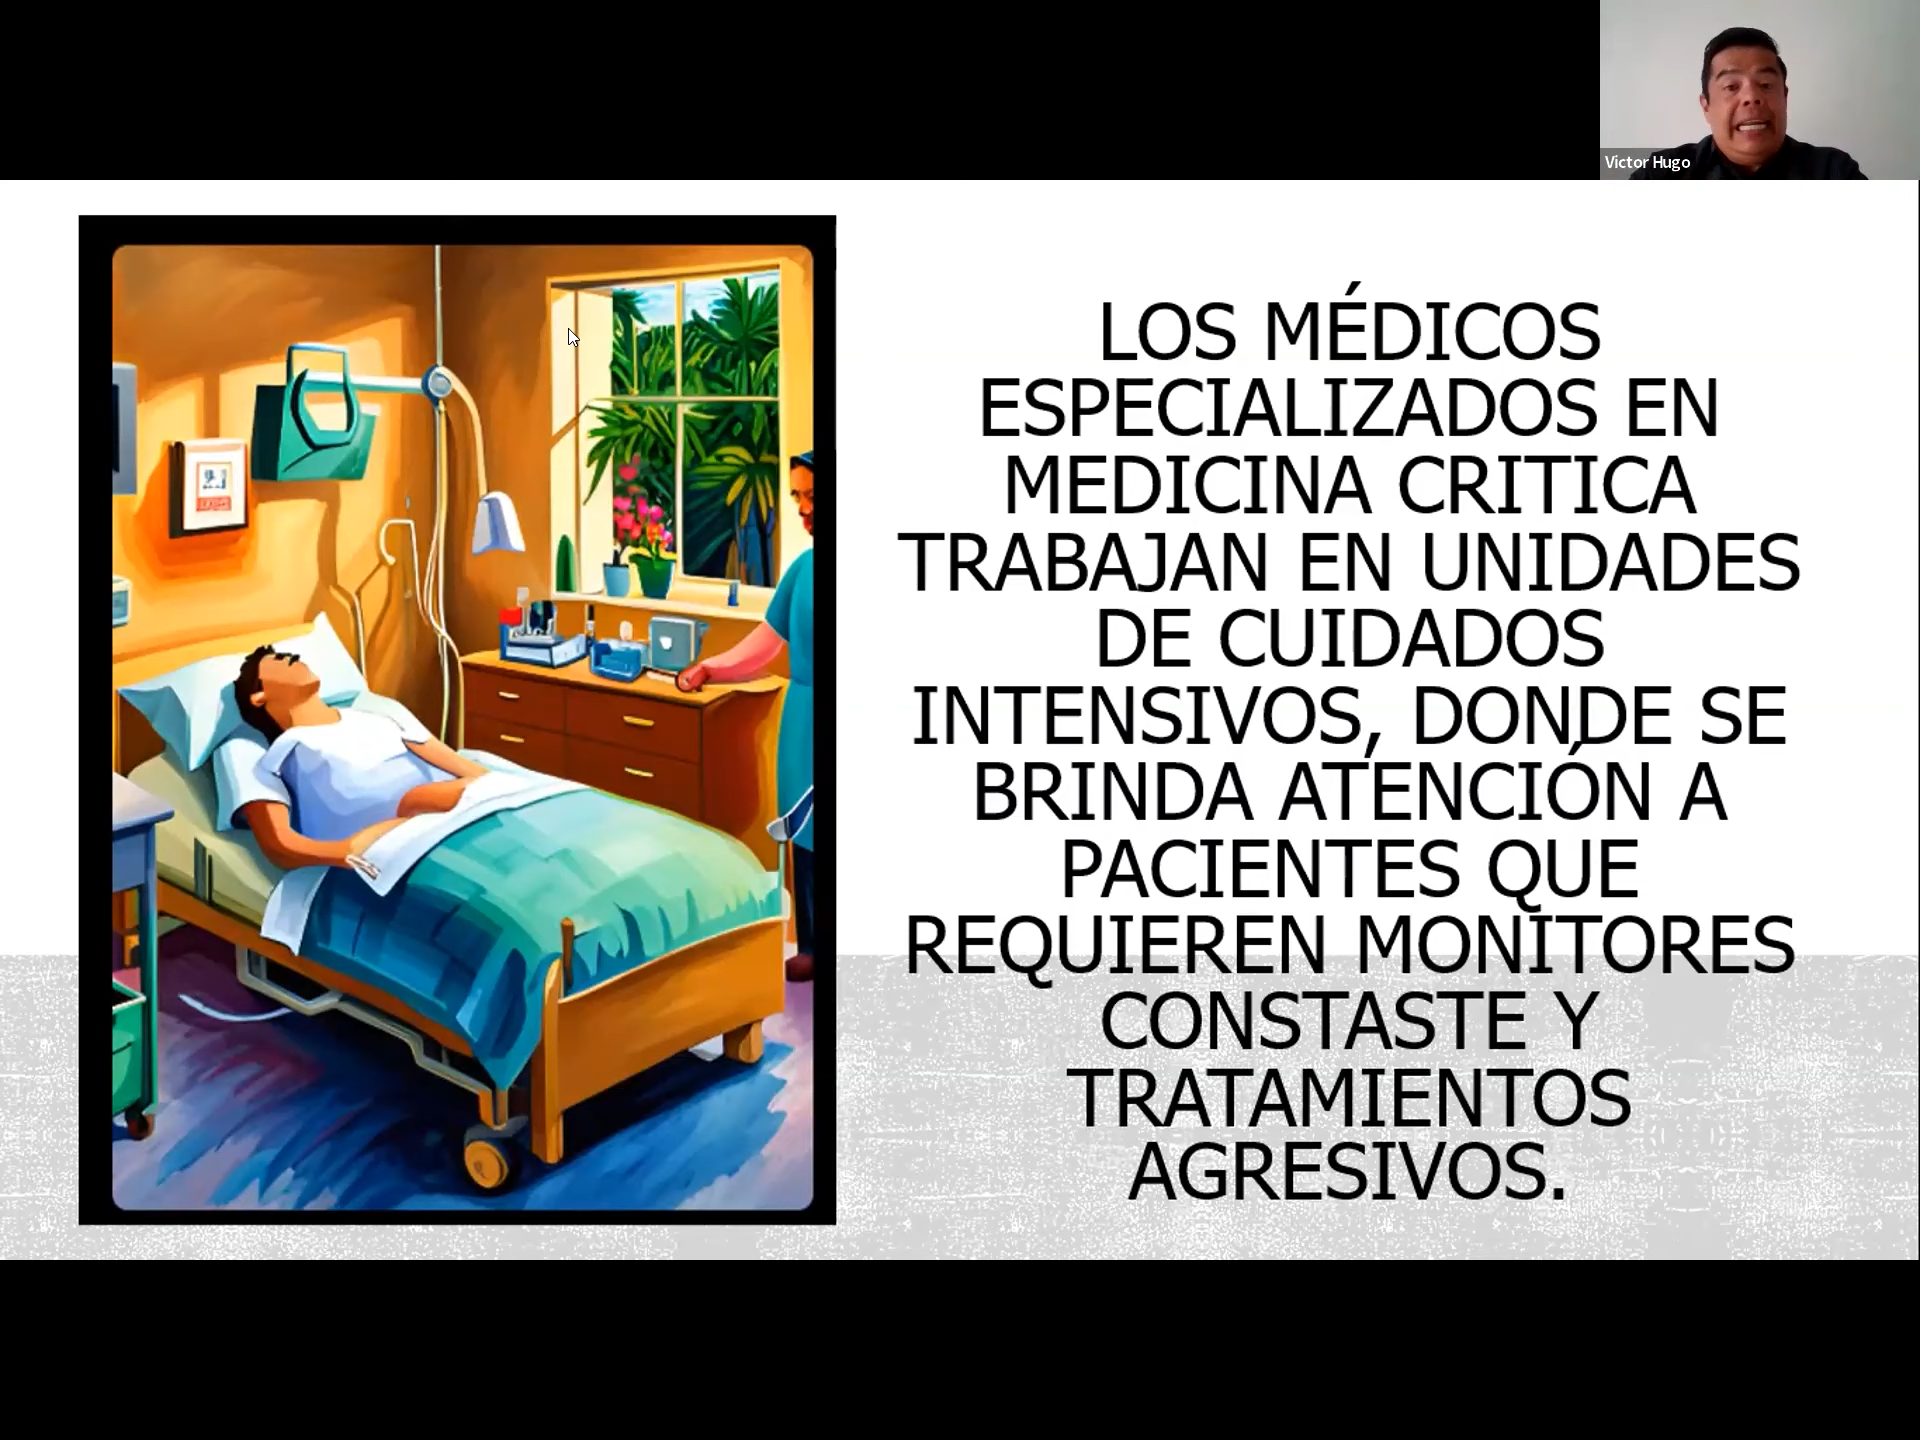 Victor Hugo
LOS MÉDICOS
ESPECIALIZADOS EN
MEDICINA CRITICA
TRABAJAN EN UNIDADES
DE CUIDADOS
INTENSIVOS, DONDE SE
BRINDA ATENCIÓN A
PACIENTES QUE
REQUIEREN MONITORES
CONSTASTE Y
TRATAMIENTOS
AGRESIVOS.